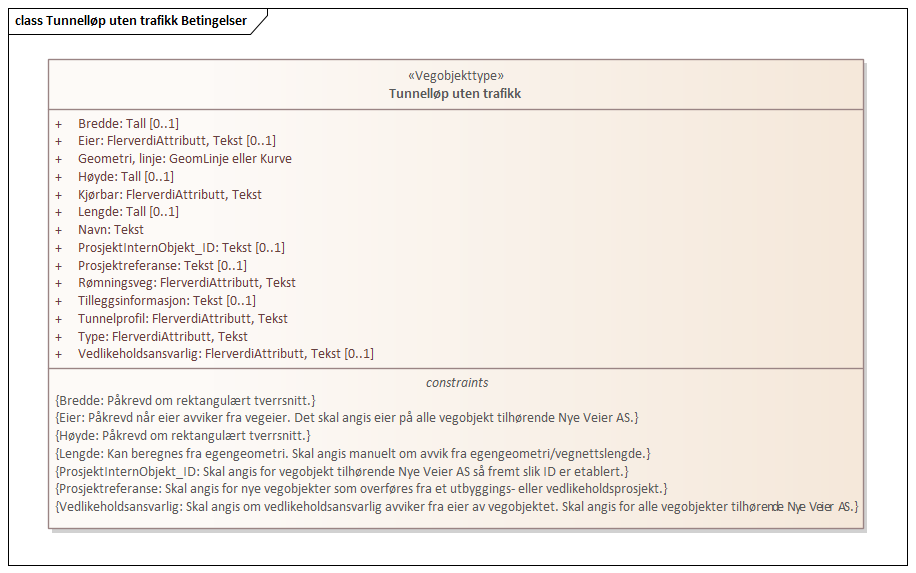 class Tunnelløp uten trafikk Betingelser
«Vegobjekttype»
Tunnelløp uten trafikk
+ Bredde: Tall [0..1]
+ Eier: FlerverdiAttributt, Tekst [0..1]
+ Geometri, linje: GeomLinje eller Kurve
+ Høyde: Tall [0..1]
+ Kjørbar: FlerverdiAttributt, Tekst
+ Lengde: Tall [0..1]
+ Navn: Tekst
+ ProsjektInternObjekt_ID: Tekst [0..1]
+ Prosjektreferanse: Tekst [0..1]
+ Rømningsveg: FlerverdiAttributt, Tekst
+ Tilleggsinformasjon: Tekst [0..1]
+ Tunnelprofil: FlerverdiAttributt, Tekst
+ Type: FlerverdiAttributt, Tekst
+ Vedlikeholdsansvarlig: FlerverdiAttributt, Tekst [0..1]
constraints
{Bredde: Påkrevd om rektangulært tverrsnitt.}
{Eier: Påkrevd når eier avviker fra vegeier. Det skal angis eier på alle vegobjekt tilhørende Nye Veier AS.}
{Høyde: Påkrevd om rektangulært tverrsnitt.}
{Lengde: Kan beregnes fra egengeometri. Skal angis manuelt om avvik fra egengeometri/vegnettslengde.}
{ProsjektInternObjekt_ID: Skal angis for vegobjekt tilhørende Nye Veier AS så fremt slik ID er etablert.}
{Prosjektreferanse: Skal angis for nye vegobjekter som overføres fra et utbyggings- eller vedlikeholdsprosjekt.}
{Vedlikeholdsansvarlig: Skal angis om vedlikeholdsansvarlig avviker fra eier av vegobjektet. Skal angis for alle vegobjekter tilhørende Nye Veier AS.}